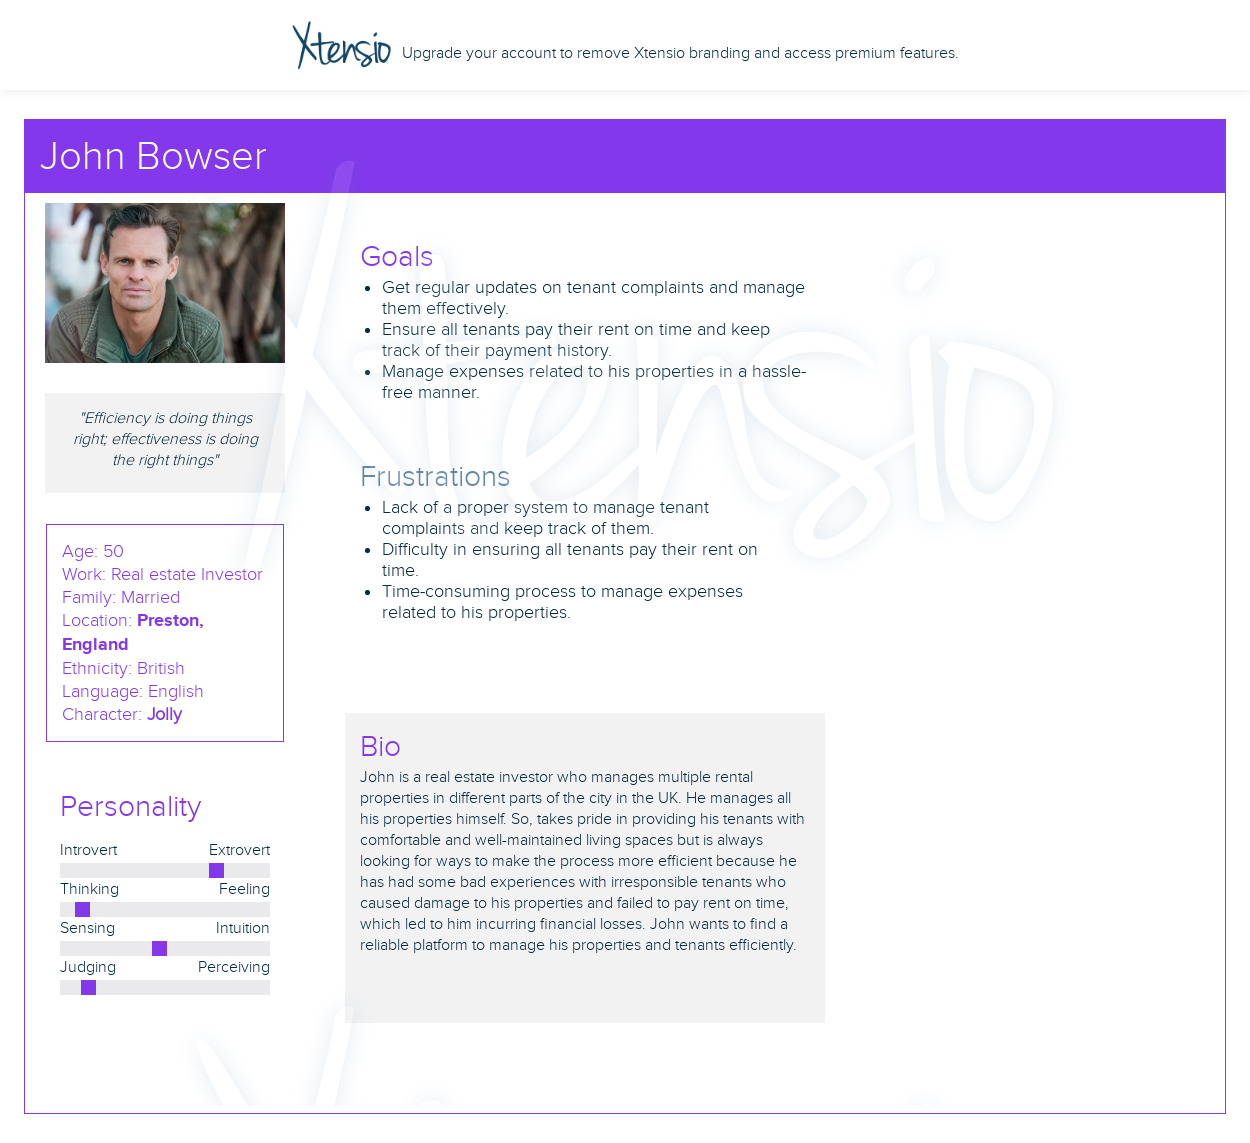 Xtensio Upgrade your account to remove Xtensio branding and access premium features.
John Bowser
"Efficiency is doing things
right; effectiveness is doing
the right things"
Age: 50
Work: Real estate Investor
Family: Married
Location: Preston,
England
Ethnicity: British
Language: English
Character: Jolly
Personality
Introvert Extrovert
Thinking Feeling
Sensing Intuition
Judging Perceiving
Goals
• Get regular updates on tenant complaints and manage
them effectively.
• Ensure all tenants pay their rent on time and keep
track of their payment history.
• Manage expenses related to his properties in a hassle-
free manner.
Frustrations
• Lack of a proper system to manage tenant
complaints and keep track of them.
• Difficulty in ensuring all tenants pay their rent on
time.
• Time-consuming process to manage expenses
related to his properties.
Bio
John is a real estate investor who manages multiple rental
properties in different parts of the city in the UK. He manages all
his properties himself. So, takes pride in providing his tenants with
comfortable and well-maintained living spaces but is always
looking for ways to make the process more efficient because he
has had some bad experiences with irresponsible tenants who
caused damage to his properties and failed to pay rent on time,
which led to him incurring financial losses. John wants to find a
reliable platform to manage his properties and tenants efficiently.
Xtensio